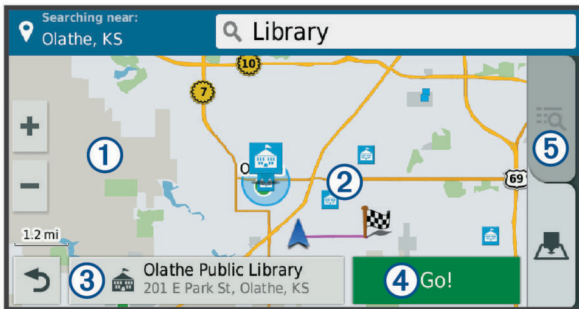 Searching near:
Olathe, KS
Library
10
7
+
1
5
O
2
69
−
1.2 mi
3
Olathe Public Library
201 E Park St, Olathe, KS
4
Go!